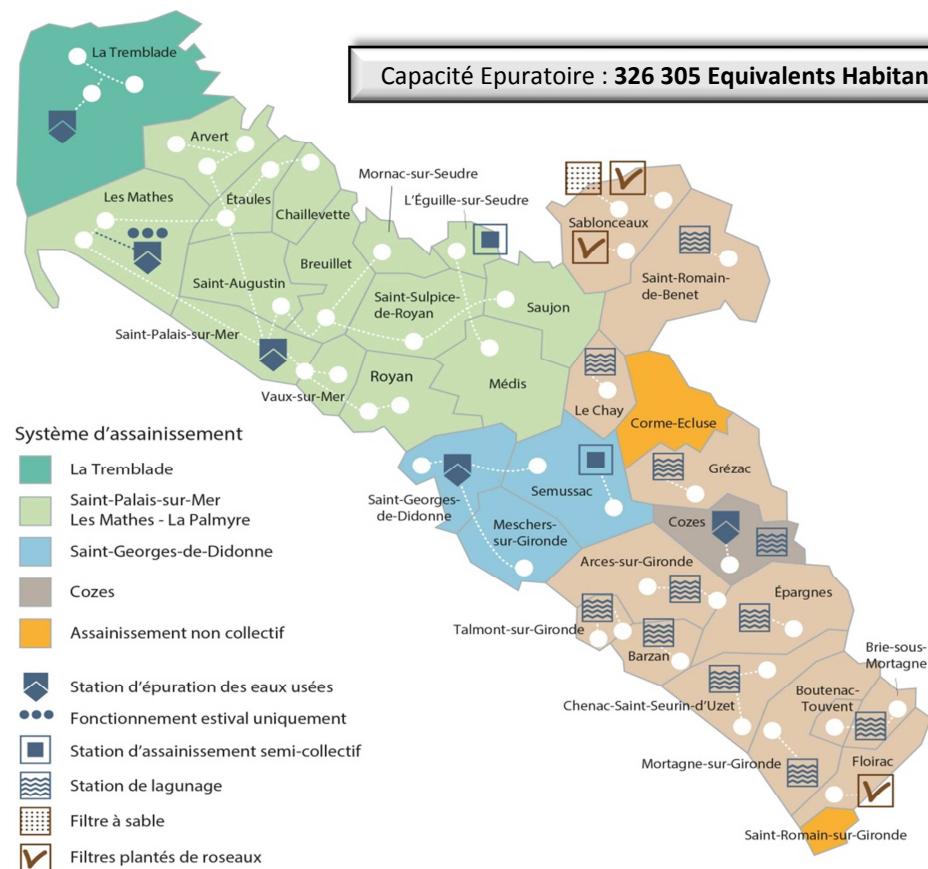 La Tremblade
Capacité Epuratoire : 326 305 Equivalents Habitan
Arvert
Mornac-sur-Seudre
L'Éguille-sur-Seudre
Les Mathes
Étaules
Chaillevette
Sablonceaux
Breuillet
Saint-Augustin
Saint-Romain-
de-Benet
Saint-Sulpice-
de-Royan
Saujon
Saint-Palais-sur-Mer
Royan
Médis
Vaux-sur-Mer
Le Chay
Corme-Ecluse
Grézac
Saint-Georges-
de-Didonne
Semussac
Meschers-
sur-Gironde
Cozes
Arces-sur-Gironde
Épargnes
Talmont-sur-Gironde
Barzan
Brie-sous-
Mortagne
Chenac-Saint-Seurin-d'Uzet
Boutenac-
Touvent
Mortagne-sur-Gironde
Floirac
Saint-Romain-sur-Gironde
Système d'assainissement
La Tremblade
Saint-Palais-sur-Mer
Les Mathes - La Palmyre
Saint-Georges-de-Didonne
Cozes
Assainissement non collectif
Station d'épuration des eaux usées
Fonctionnement estival uniquement
Station d'assainissement semi-collectif
Station de lagunage
Filtre à sable
Filtres plantés de roseaux